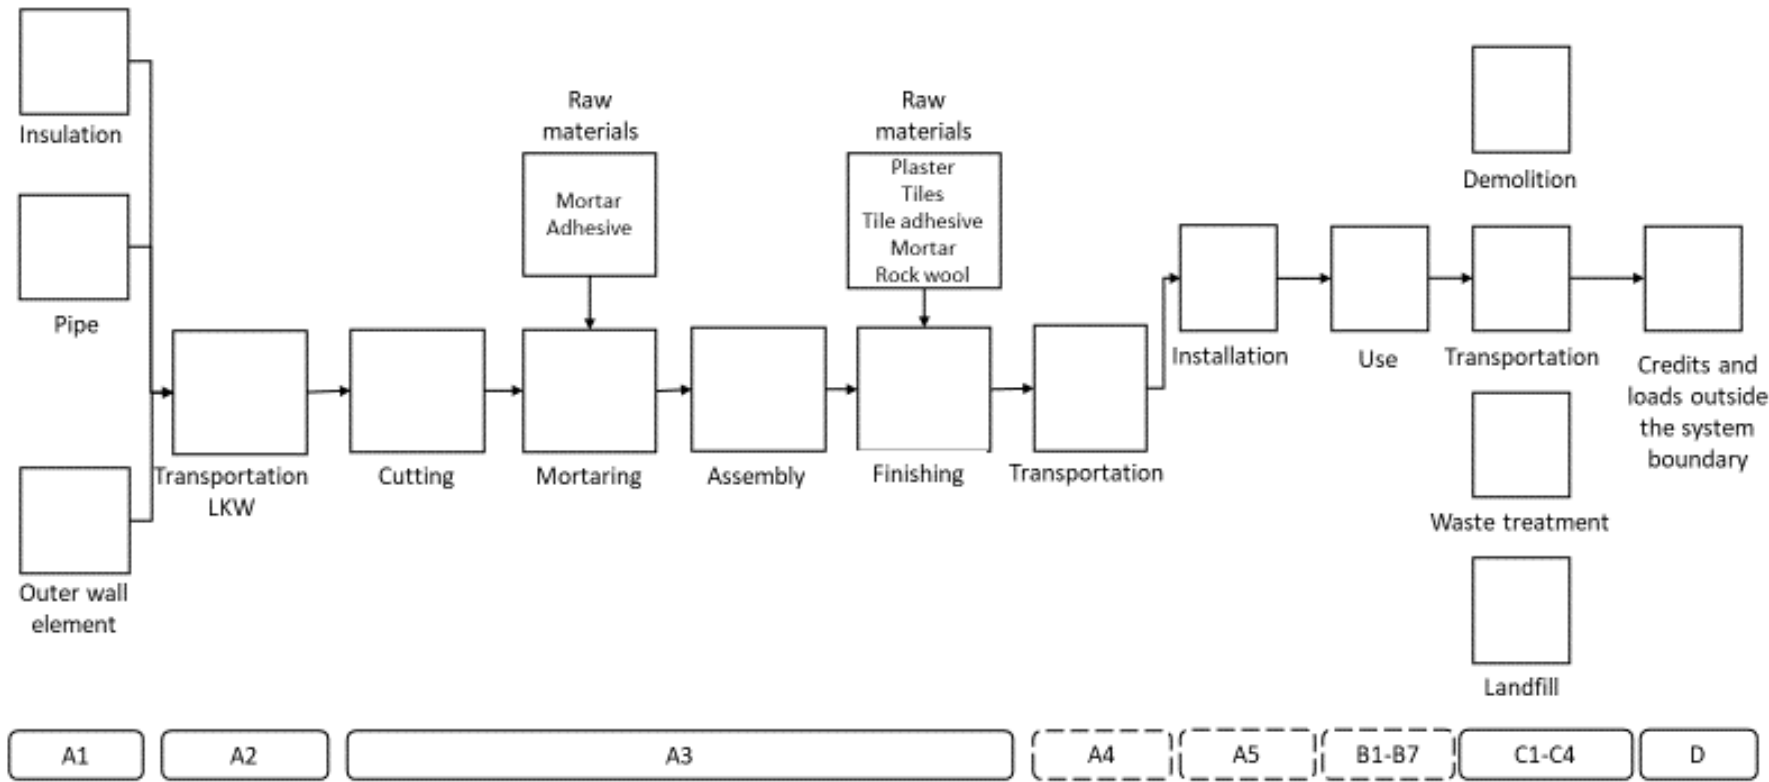 Insulation
Pipe
Outer wall
element
Transportation
LKW
Cutting
Raw
materials
Mortar
Adhesive
Mortaring
Assembly
Raw
materials
Plaster
Tiles
Tile adhesive
Mortar
Rock wool
Finishing
Transportation
Installation
Use
Demolition
Transportation
Waste treatment
Landfill
Credits and
loads outside
the system
boundary
A1
A2
A3
A4
A5
B1-B7
C1-C4
D